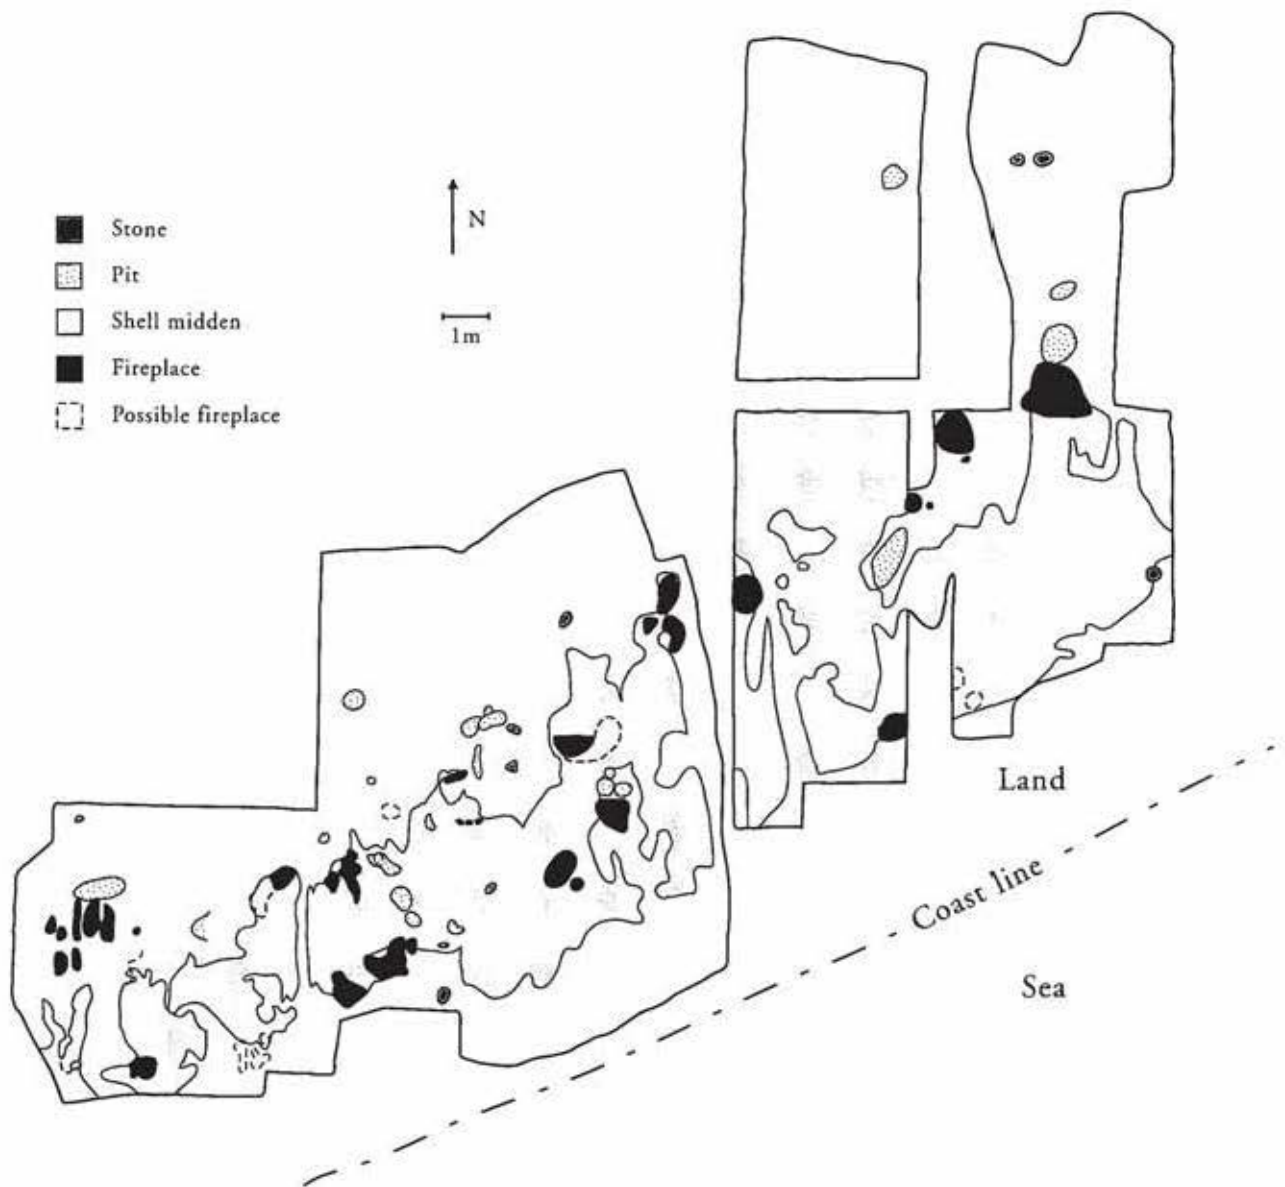 Stone
Pit
Shell midden
Fireplace
Possible fireplace
N
1m
Land
Coast line
Sea